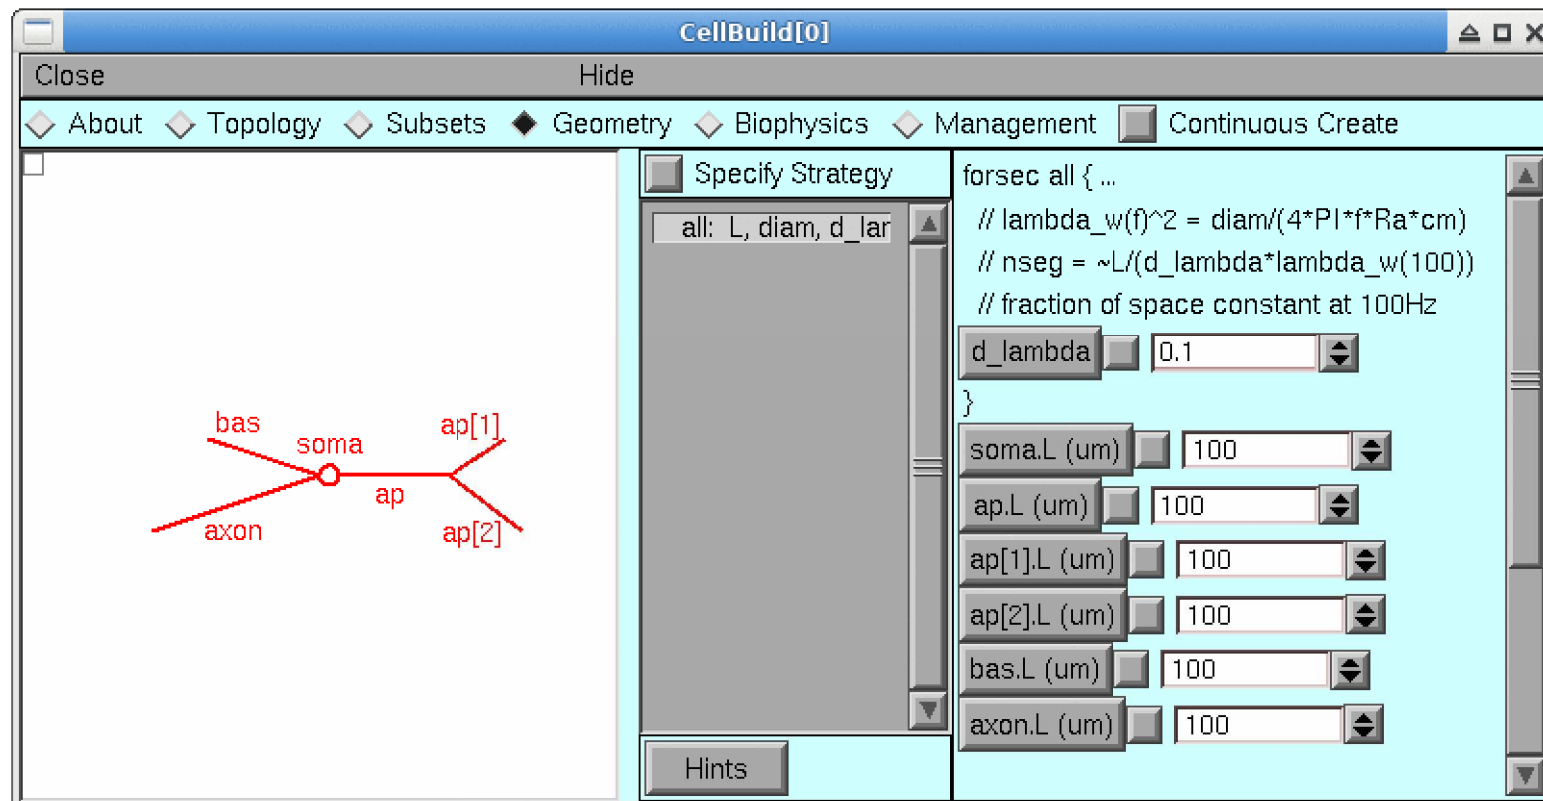 CellBuild[0]
Close Hide
About Topology Subsets Geometry Biophysics Management Continuous Create
Specify Strategy
all: L, diam, d_lar
Hints
forsec all { ...
// lambda_w(f)^2 = diam/(4*PI*f*Ra*cm)
// nseg = ~L/(d_lambda*lambda_w(100))
// fraction of space constant at 100Hz
d_lambda 0.1
}
soma.L (um) 100
ap.L (um) 100
ap[1].L (um) 100
ap[2].L (um) 100
bas.L (um) 100
axon.L (um) 100
bas
soma
ap[1]
ap
axon
ap[2]